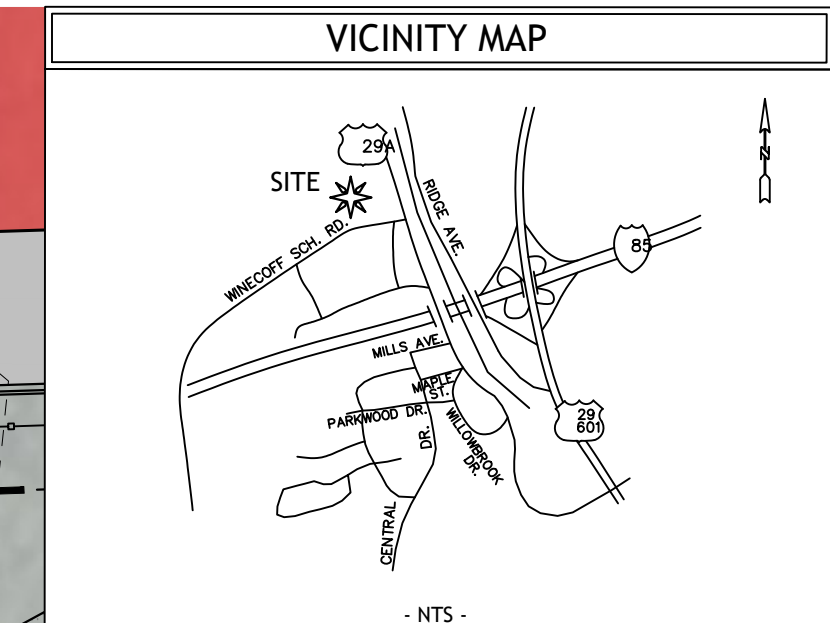 VICINITY MAP
29A
SITE
N
RIDGE AVE.
WINECOFF SCH. RD.
85
MILLS AVE.
MAPLE
ST.
PARKWOOD DR.
29
601
WILLOWBROOK
DR.
CENTRAL DR.
- NTS -